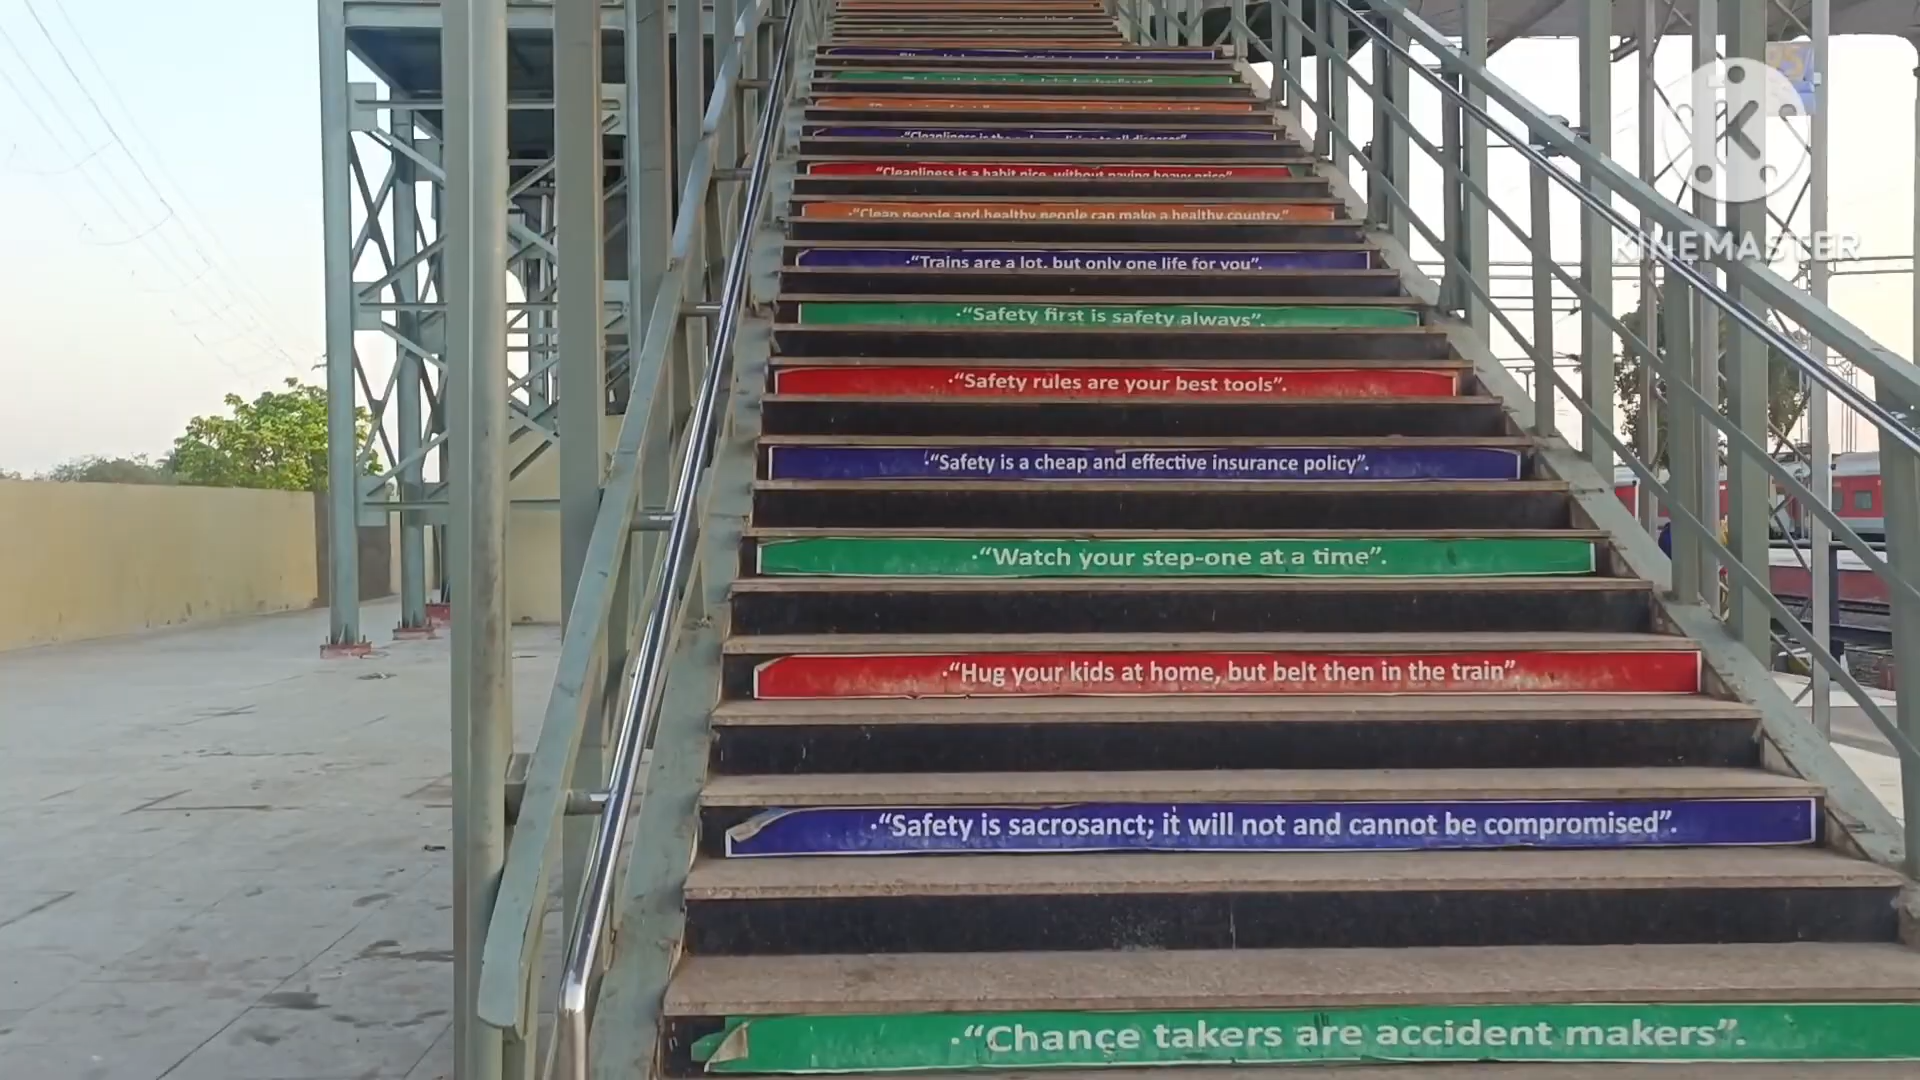 "Cleanliness is a habit nice, without paying heavy price"
·"Clean people and healthy people can make a healthy country."
·"Trains are a lot, but only one life for you".
·"Safety first is safety always".
·"Safety rules are your best tools".
·"Safety is a cheap and effective insurance policy".
·"Watch your step-one at a time".
·"Hug your kids at home, but belt then in the train"
·"Safety is sacrosanct; it will not and cannot be compromised".
·"Chance takers are accident makers".
K
KINEMASTER